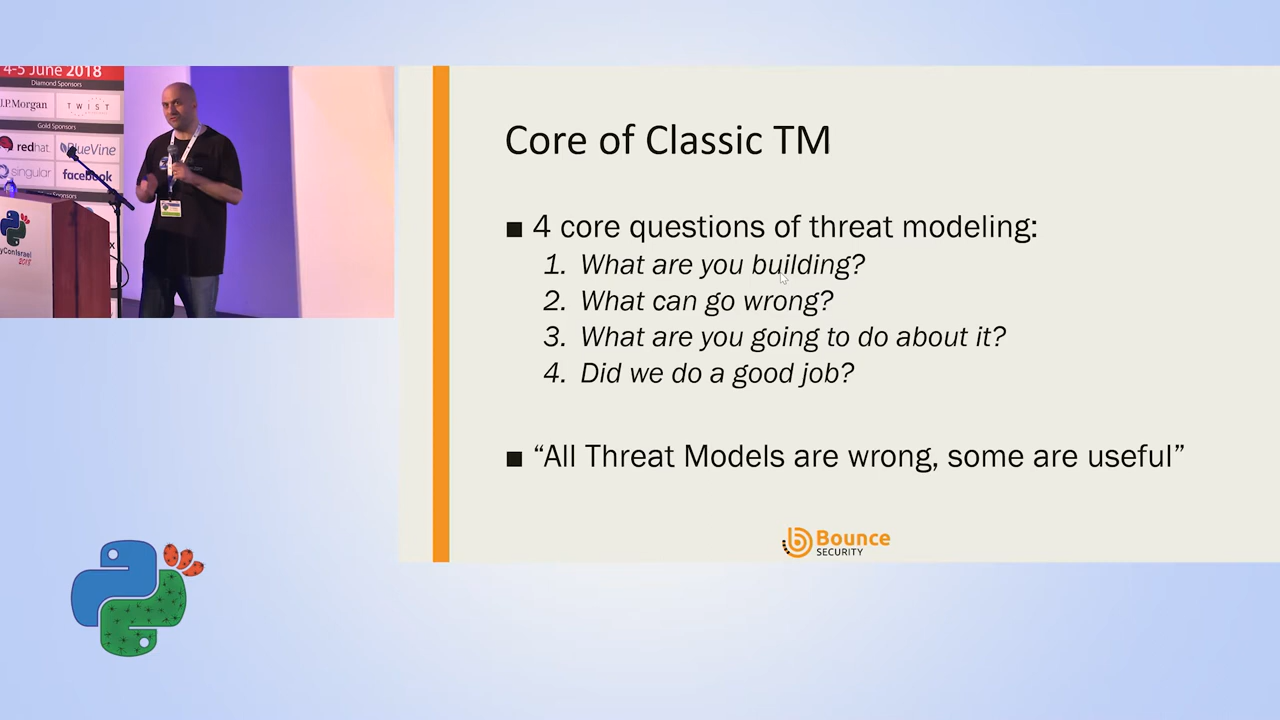 4-5 June 2018
Diamond Sponsors
J.P.Morgan
TWIST
Gold Sponsors
redhat.
BlueVine
singular
facebook
Sponsors
yConIsrael
2018
Core of Classic TM
■ 4 core questions of threat modeling:
1. What are you building?
2. What can go wrong?
3. What are you going to do about it?
4. Did we do a good job?
■ “All Threat Models are wrong, some are useful”
Bounce
SECURITY